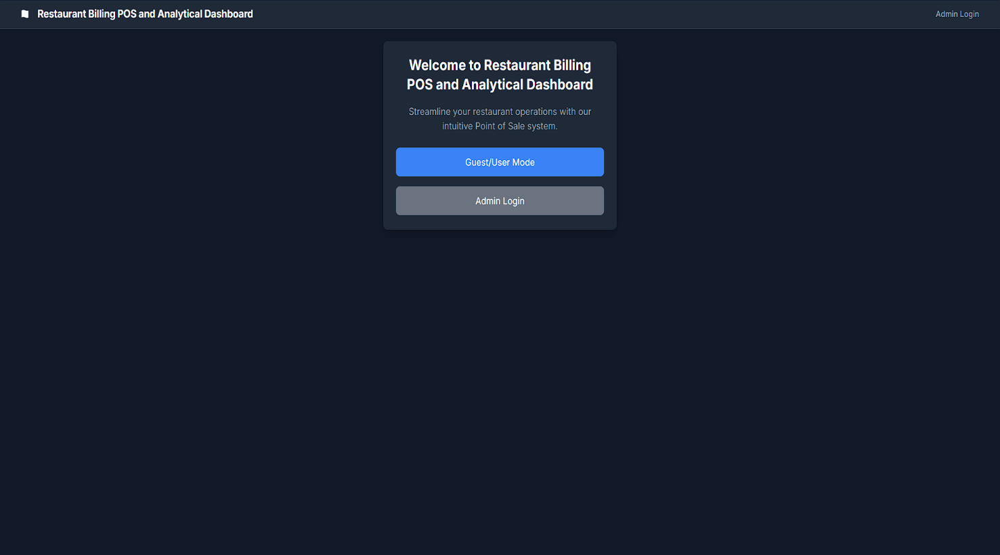 Restaurant Billing POS and Analytical Dashboard
Admin Login
Welcome to Restaurant Billing
POS and Analytical Dashboard
Streamline your restaurant operations with our
intuitive Point of Sale system.
Guest/User Mode
Admin Login